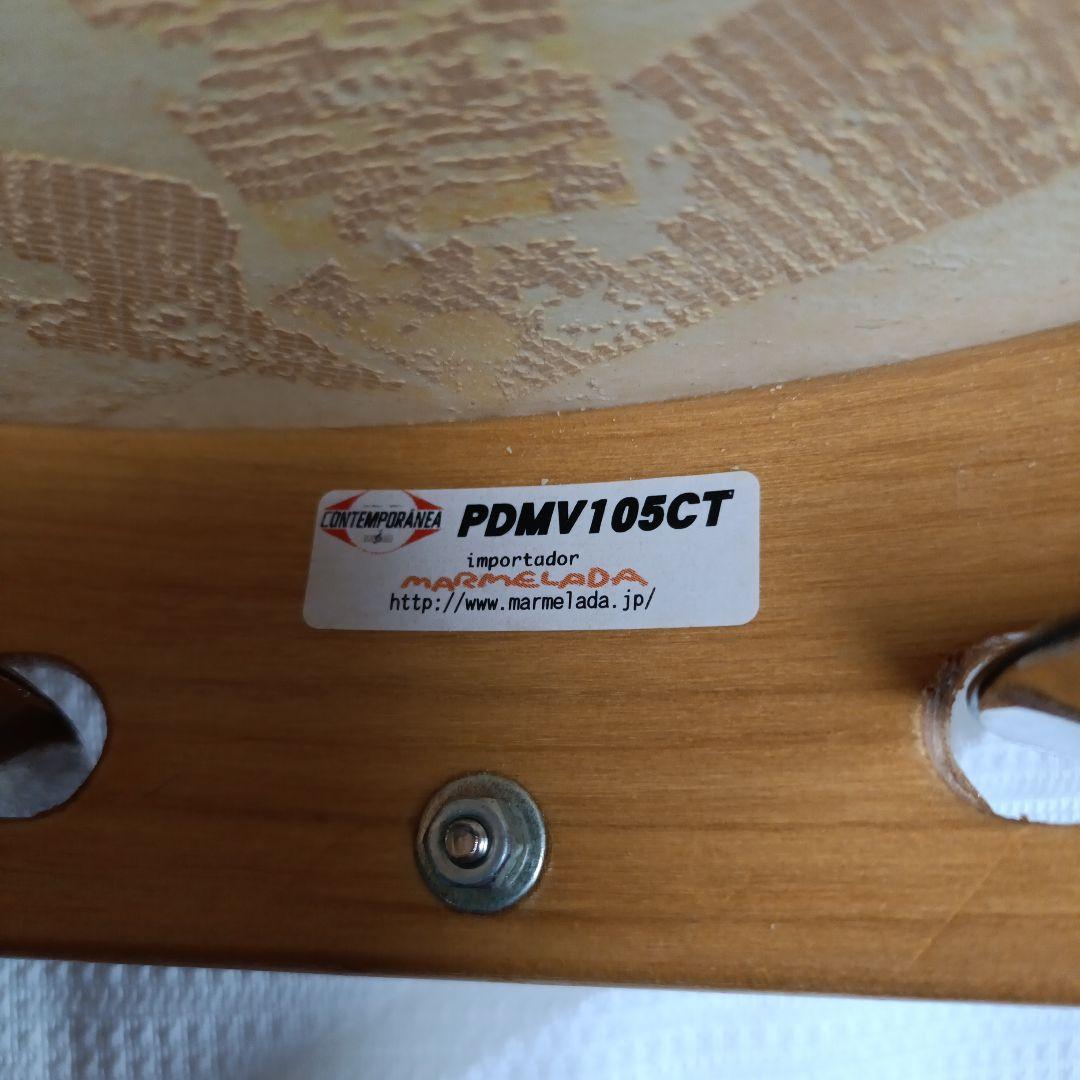 CONTEMPORÂNEA PDMV105CT
importador
MARMELADA
http://www.marmelada.jp/